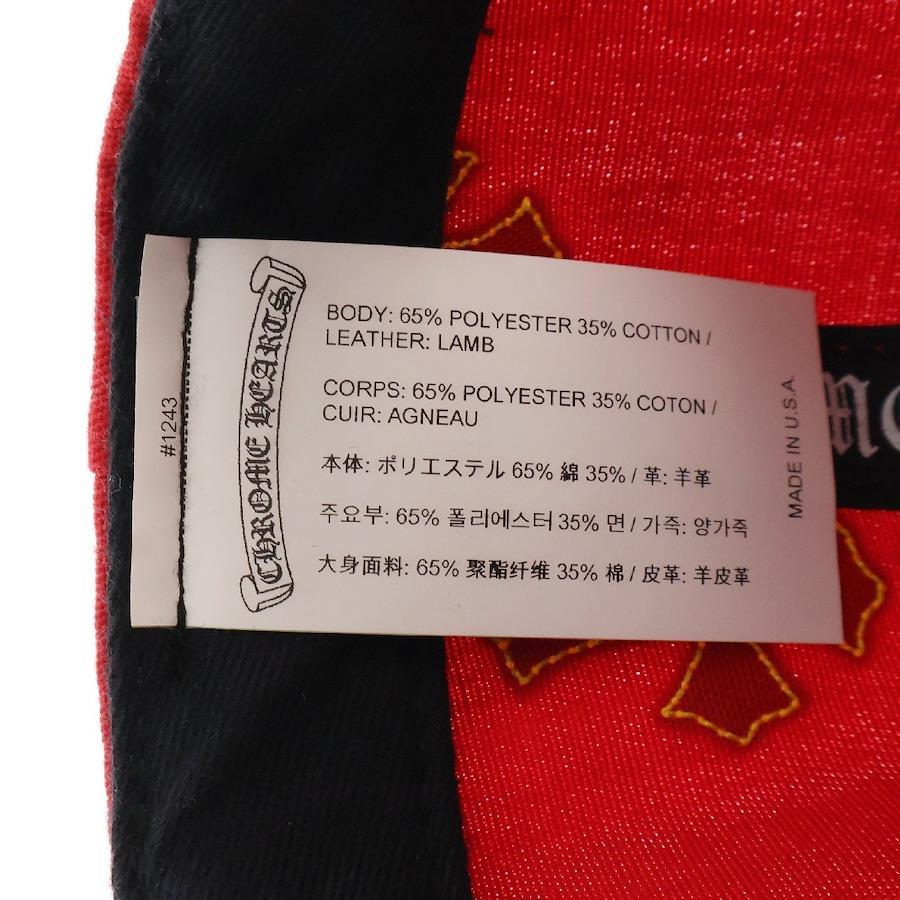 #1243
CHROME HEARTS
BODY: 65% POLYESTER 35% COTTON /
LEATHER: LAMB
CORPS: 65% POLYESTER 35% COTON /
CUIR: AGNEAU
本体: ポリエステル 65% 綿 35% / 革: 羊革
주요부: 65% 폴리에스터 35% 면 / 가족: 양가족
大身面料: 65% 聚酯纤维 35% 棉 / 皮革: 羊皮革
MADE IN U.S.A.